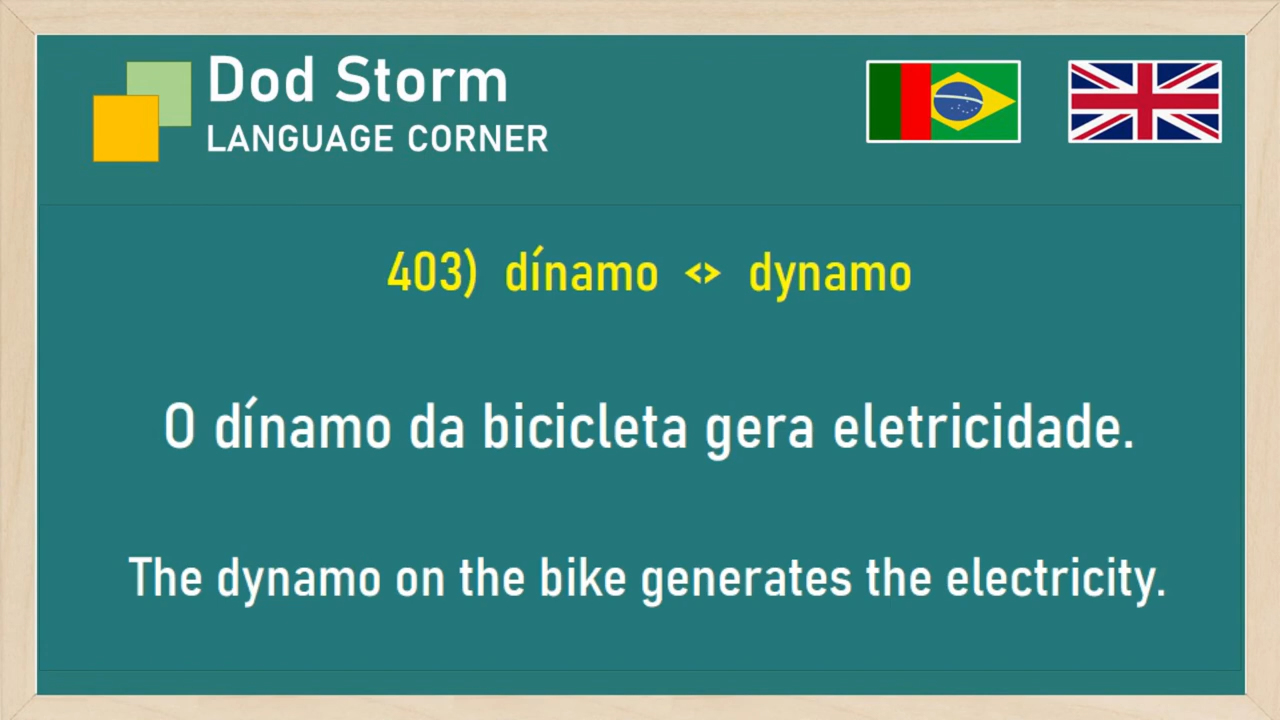 Dod Storm
LANGUAGE CORNER
403) dínamo <> dynamo
O dínamo da bicicleta gera eletricidade.
The dynamo on the bike generates the electricity.